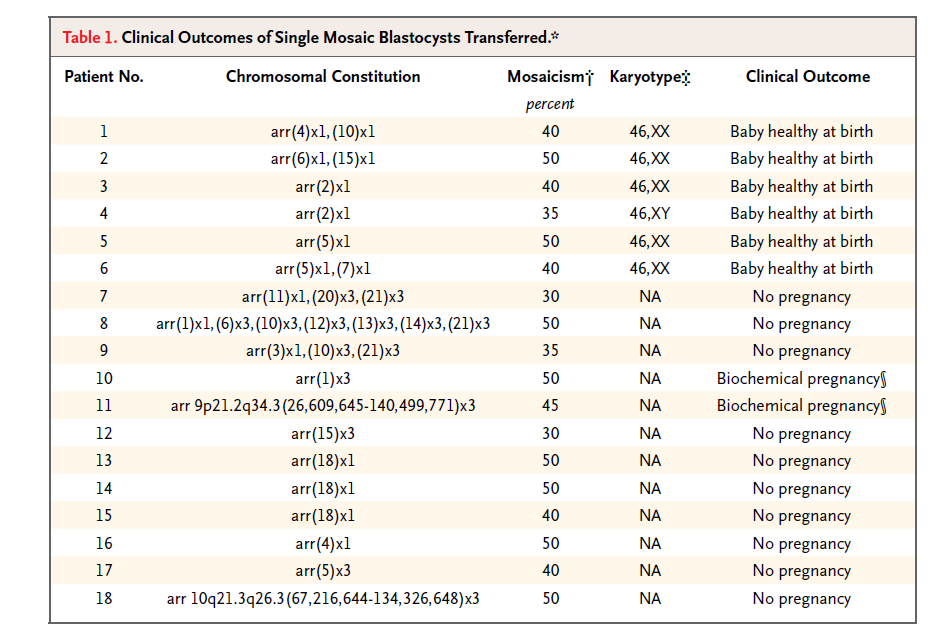 Table 1. Clinical Outcomes of Single Mosaic Blastocysts Transferred.*
Patient No. Chromosomal Constitution Mosaicism† Karyotype‡ Clinical Outcome
percent
1 arr(4)x1,(10)x1 40 46,XX Baby healthy at birth
2 arr(6)x1,(15)x1 50 46,XX Baby healthy at birth
3 arr(2)x1 40 46,XX Baby healthy at birth
4 arr(2)x1 35 46,XY Baby healthy at birth
5 arr(5)x1 50 46,XX Baby healthy at birth
6 arr(5)x1,(7)x1 40 46,XX Baby healthy at birth
7 arr(11)x1,(20)x3,(21)x3 30 NA No pregnancy
8 arr(1)x1,(6)x3,(10)x3,(12)x3,(13)x3,(14)x3,(21)x3 50 NA No pregnancy
9 arr(3)x1,(10)x3,(21)x3 35 NA No pregnancy
10 arr(1)x3 50 NA Biochemical pregnancy§
11 arr 9p21.2q34.3(26,609,645-140,499,771)x3 45 NA Biochemical pregnancy§
12 arr(15)x3 30 NA No pregnancy
13 arr(18)x1 50 NA No pregnancy
14 arr(18)x1 50 NA No pregnancy
15 arr(18)x1 40 NA No pregnancy
16 arr(4)x1 50 NA No pregnancy
17 arr(5)x3 40 NA No pregnancy
18 arr 10q21.3q26.3(67,216,644-134,326,648)x3 50 NA No pregnancy